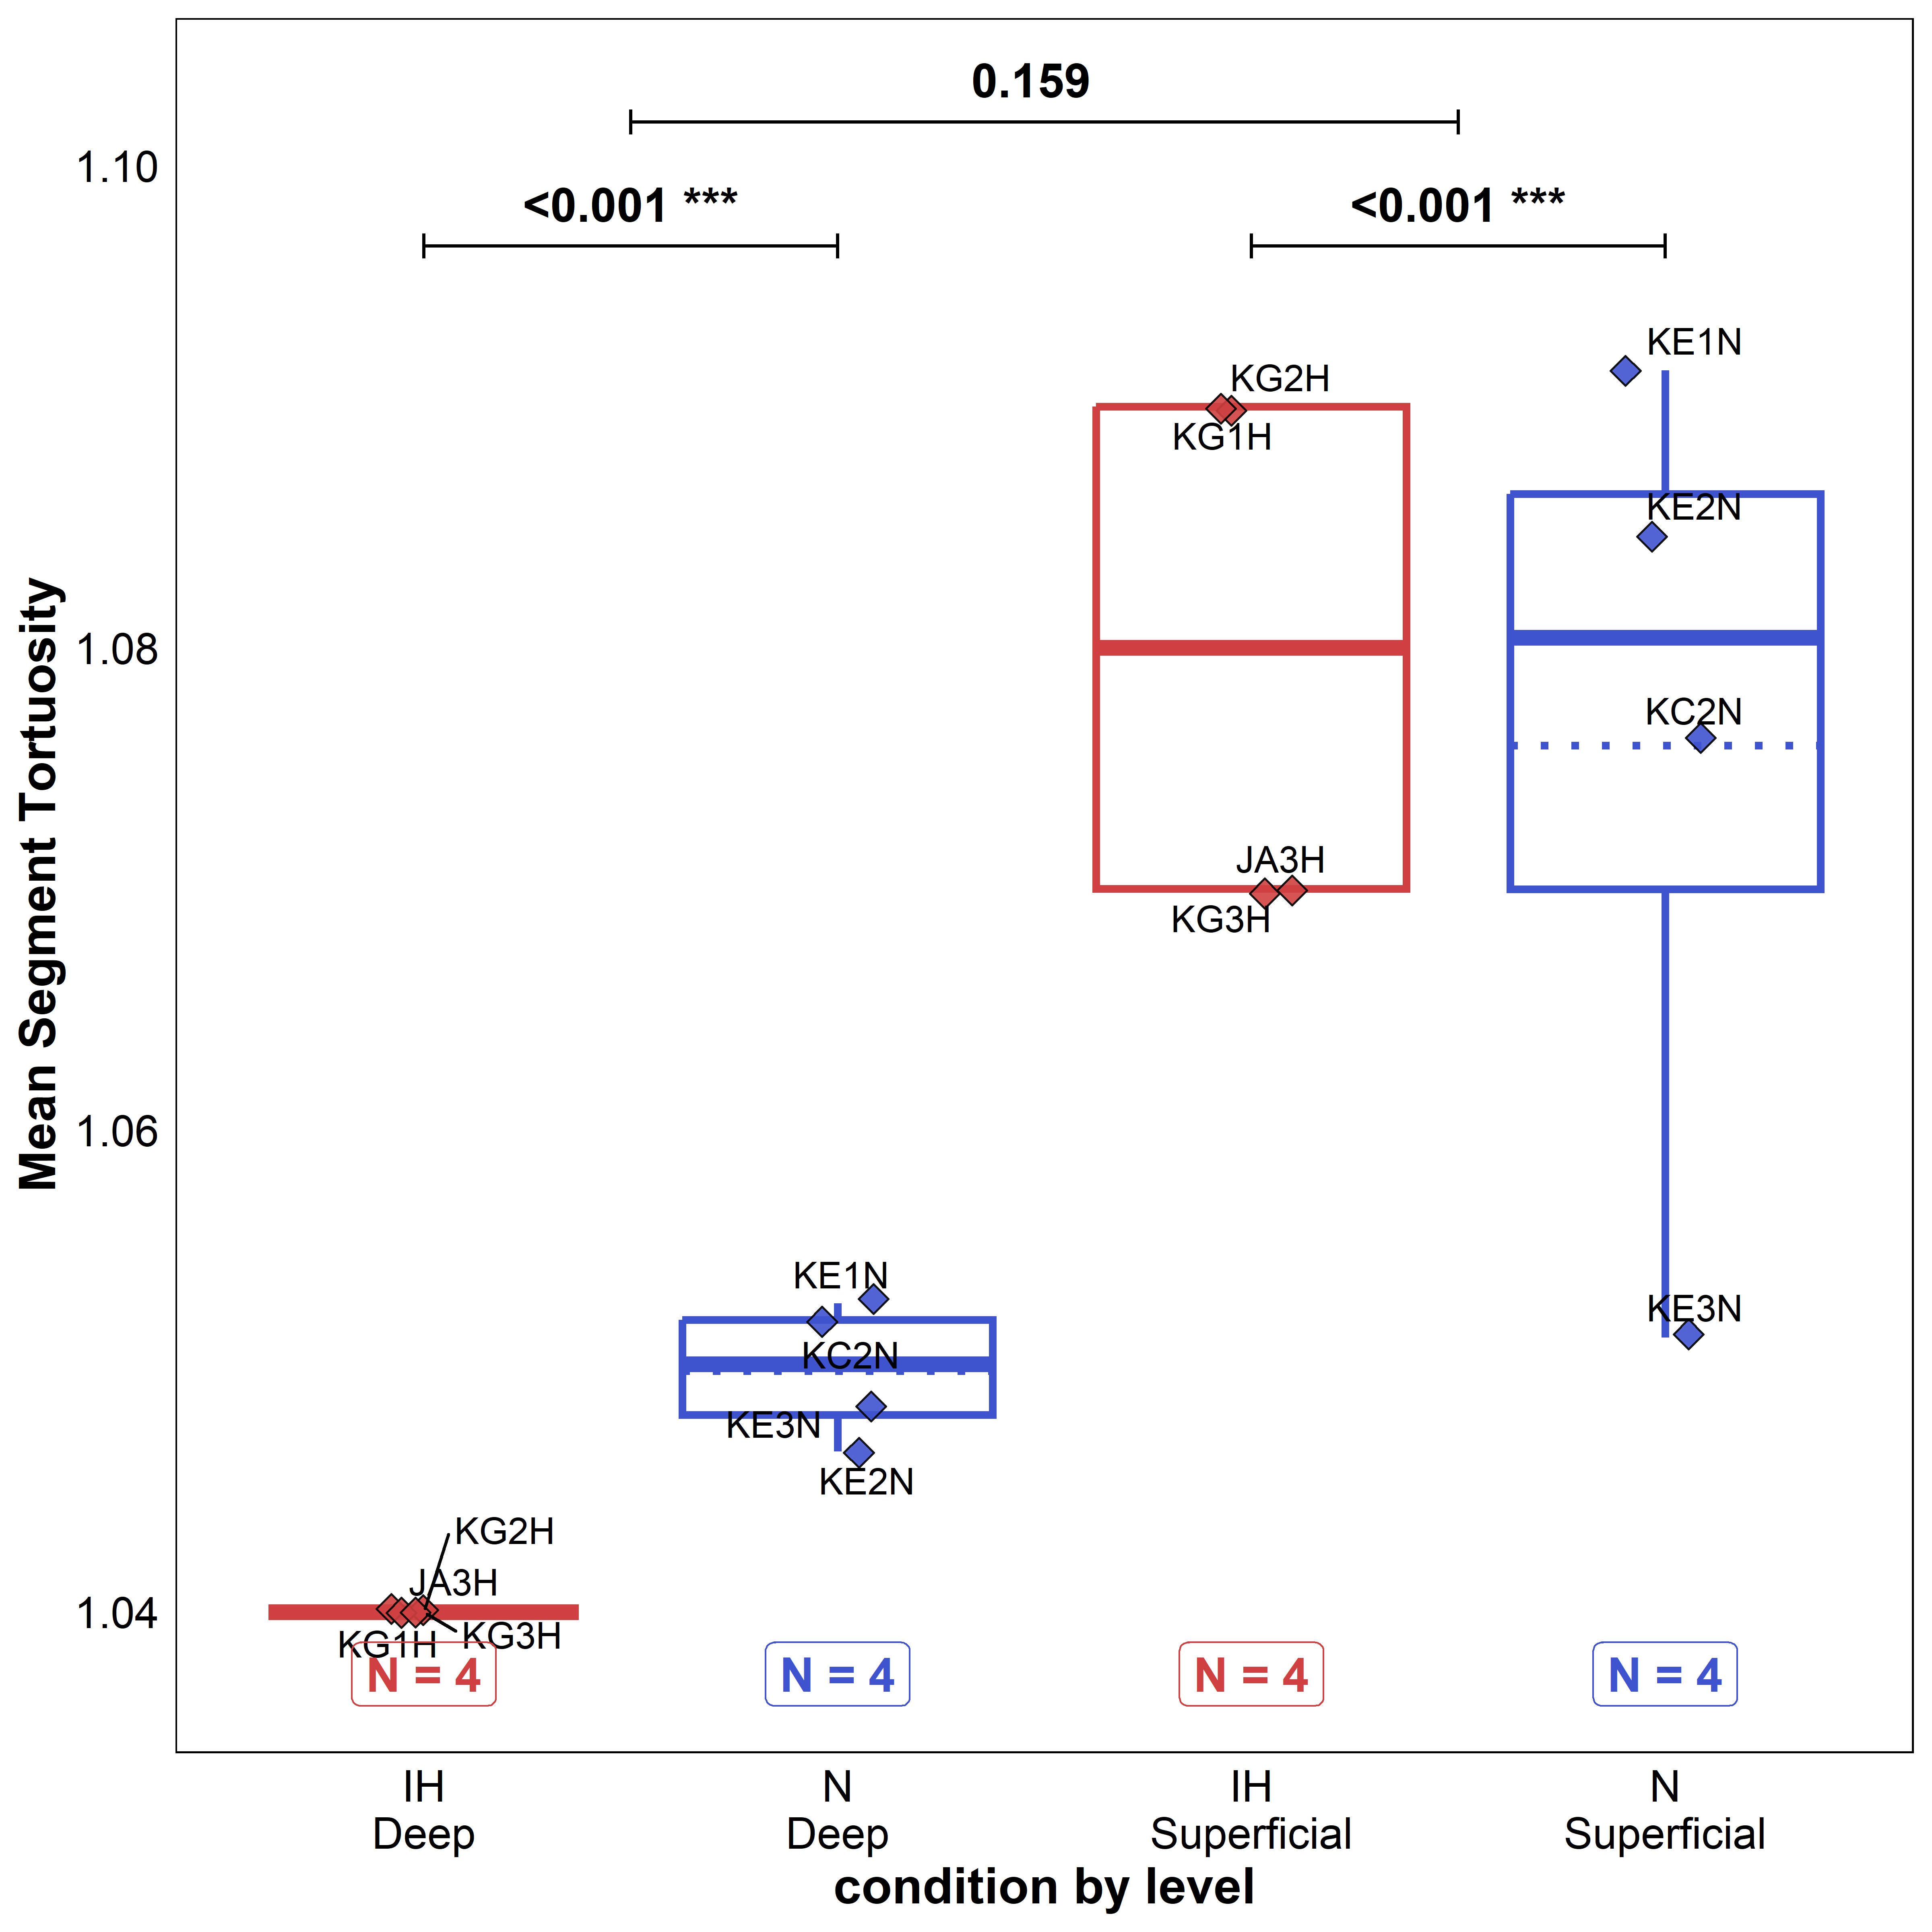 0.159
1.10
<0.001 ***
<0.001 ***
KE1N
KG2H
KG1H
KE2N
1.08
KC2N
JA3H
KG3H
Mean Segment Tortuosity
1.06
KE1N
KE3N
KC2N
KE3N
KE2N
KG2H
JA3H
1.04
KG1H
KG3H
N = 4
N = 4
N = 4
N = 4
IH
Deep
N
Deep
IH
Superficial
N
Superficial
condition by level